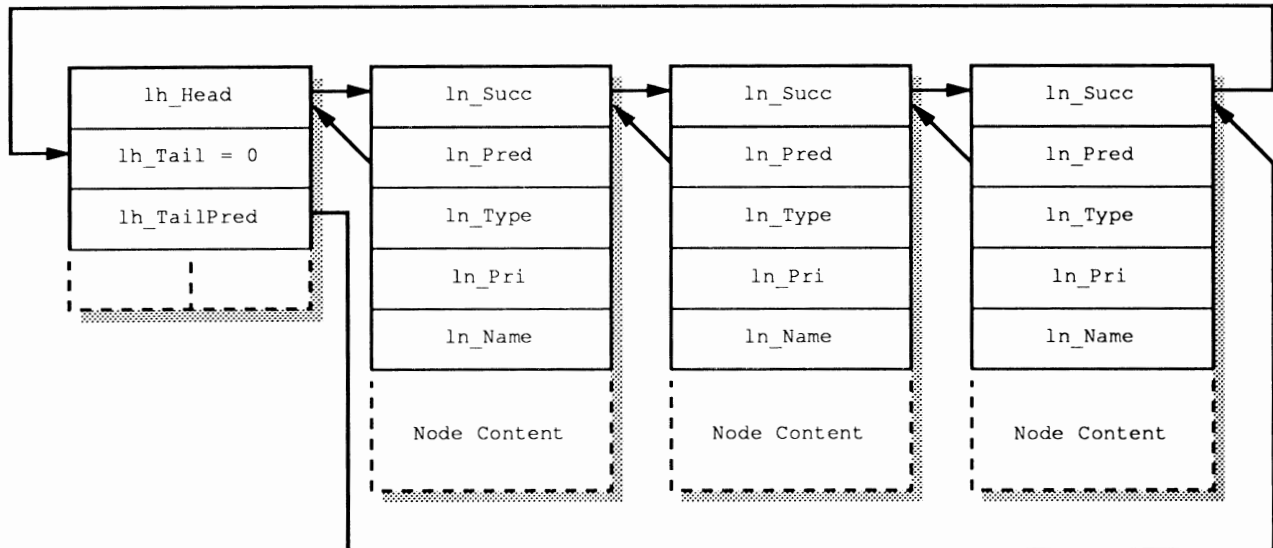 lh_Head
lh_Tail = 0
lh_TailPred
ln_Succ
ln_Pred
ln_Type
ln_Pri
ln_Name
Node Content
ln_Succ
ln_Pred
ln_Type
ln_Pri
ln_Name
Node Content
ln_Succ
ln_Pred
ln_Type
ln_Pri
ln_Name
Node Content